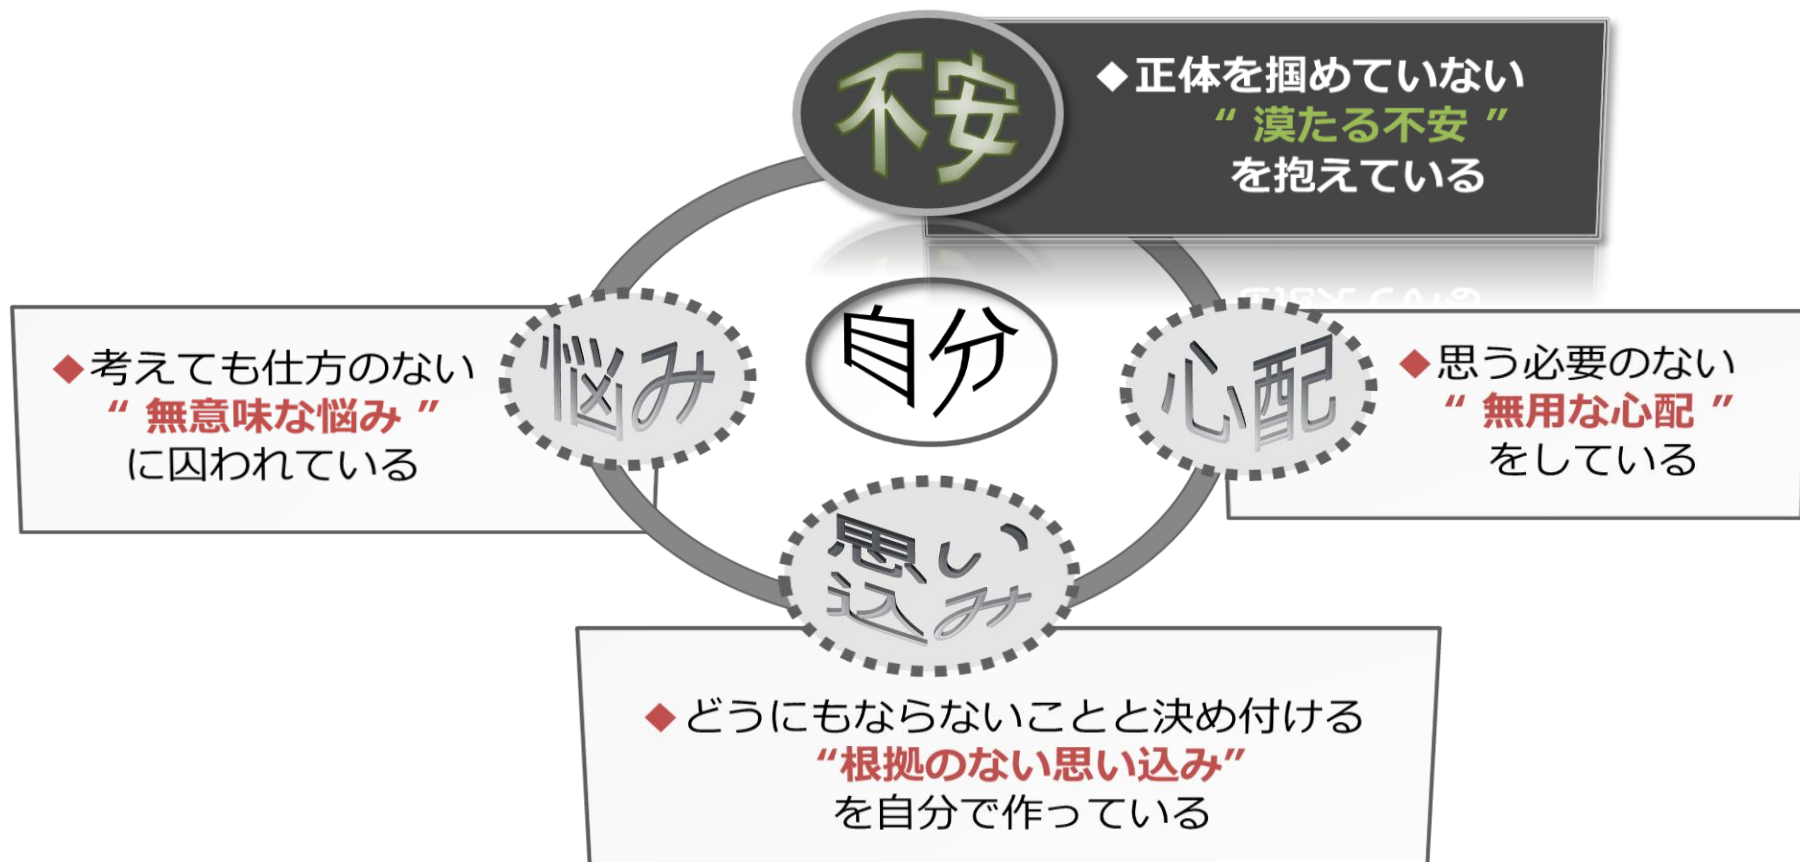 不安
◆正体を掴めていない
“ 漠たる不安 ”
を抱えている
自分
悩み
◆考えても仕方のない
“ 無意味な悩み ”
に囚われている
心配
◆思う必要のない
“ 無用な心配 ”
をしている
思い
込み
◆どうにもならないことと決め付ける
“根拠のない思い込み”
を自分で作っている